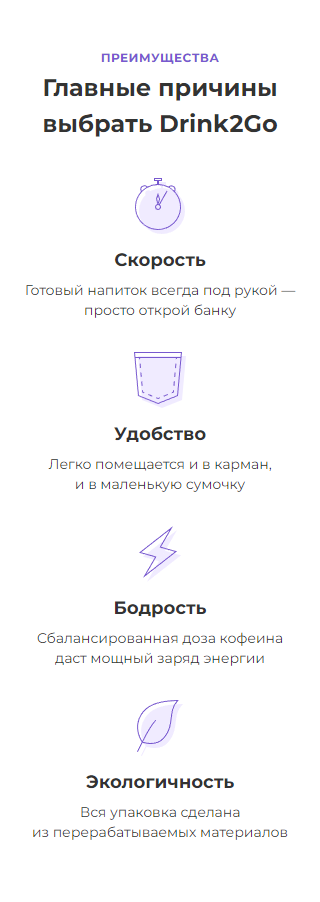 ПРЕИМУЩЕСТВА
Главные причины
выбрать Drink2Go
Скорость
Готовый напиток всегда под рукой —
просто открой банку
Удобство
Легко помещается и в карман,
и в маленькую сумочку
Бодрость
Сбалансированная доза кофеина
даст мощный заряд энергии
Экологичность
Вся упаковка сделана
из перерабатываемых материалов